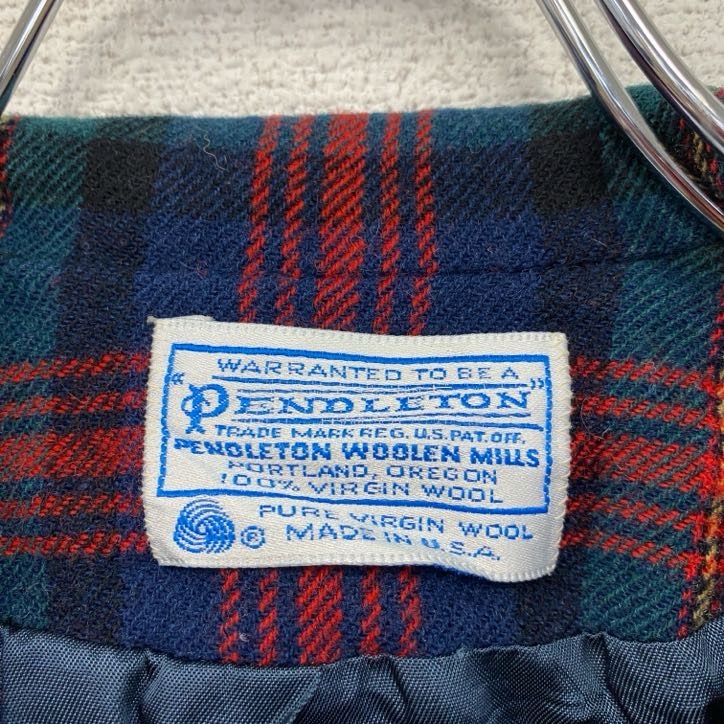 WARRANTED TO BE A
"PENDLETON"
TRADE MARK REG. U.S. PAT. OFF.
PENDLETON WOOLEN MILLS
PORTLAND, OREGON
100% VIRGIN WOOL
® PURE VIRGIN WOOL
MADE IN U.S.A.